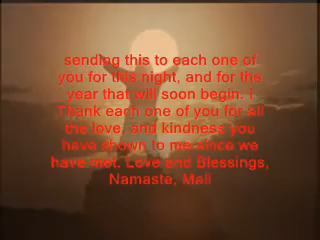 sending this to each one of
you for this night, and for the
year that will soon begin. I
Thank each one of you for all
the love, and kindness you
have shown to me since we
have met. Love and Blessings,
Namaste, Mall